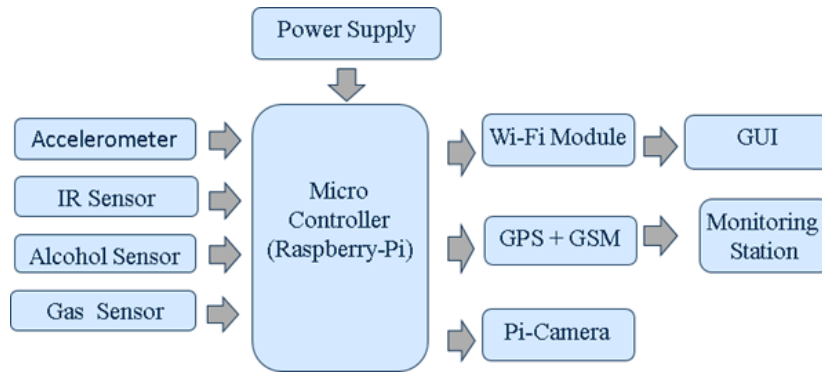 Power Supply
Accelerometer
IR Sensor
Alcohol Sensor
Gas Sensor
Micro
Controller
(Raspberry-Pi)
Wi-Fi Module
GUI
GPS + GSM
Monitoring
Station
Pi-Camera